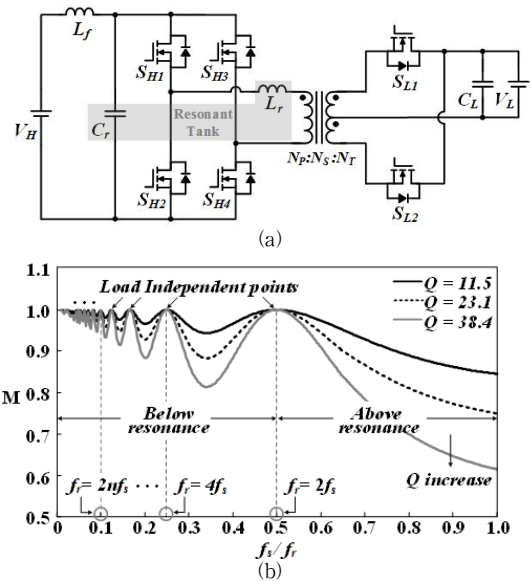 L_f
S_H1
S_H3
L_r
Resonant
Tank
V_H
C_r
S_H2
S_H4
N_P:N_S:N_T
S_L1
C_L
V_L
S_L2
(a)
1.1
1.0
0.9
0.8
0.7
0.6
0.5
M
Load Independent points
Q = 11.5
Q = 23.1
Q = 38.4
Below
resonance
Above
resonance
Q increase
f_r = 2nf_s
f_r = 4f_s
f_r = 2f_s
0.0 0.1 0.2 0.3 0.4 0.5 0.6 0.7 0.8 0.9 1.0
f_s / f_r
(b)